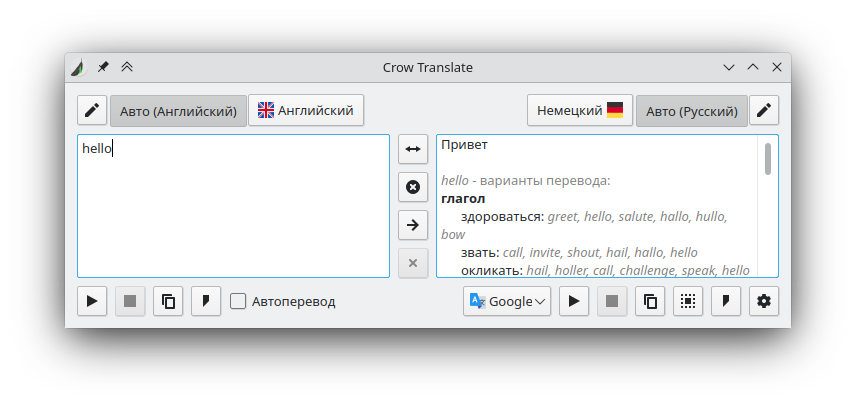 Crow Translate
Авто (Английский)
Английский
Немецкий
Авто (Русский)
hello
Привет
hello - варианты перевода:
глагол
здороваться: greet, hello, salute, hallo, hullo,
bow
звать: call, invite, shout, hail, hallo, hello
окликать: hail, holler, call, challenge, speak, hello
Автоперевод
Google